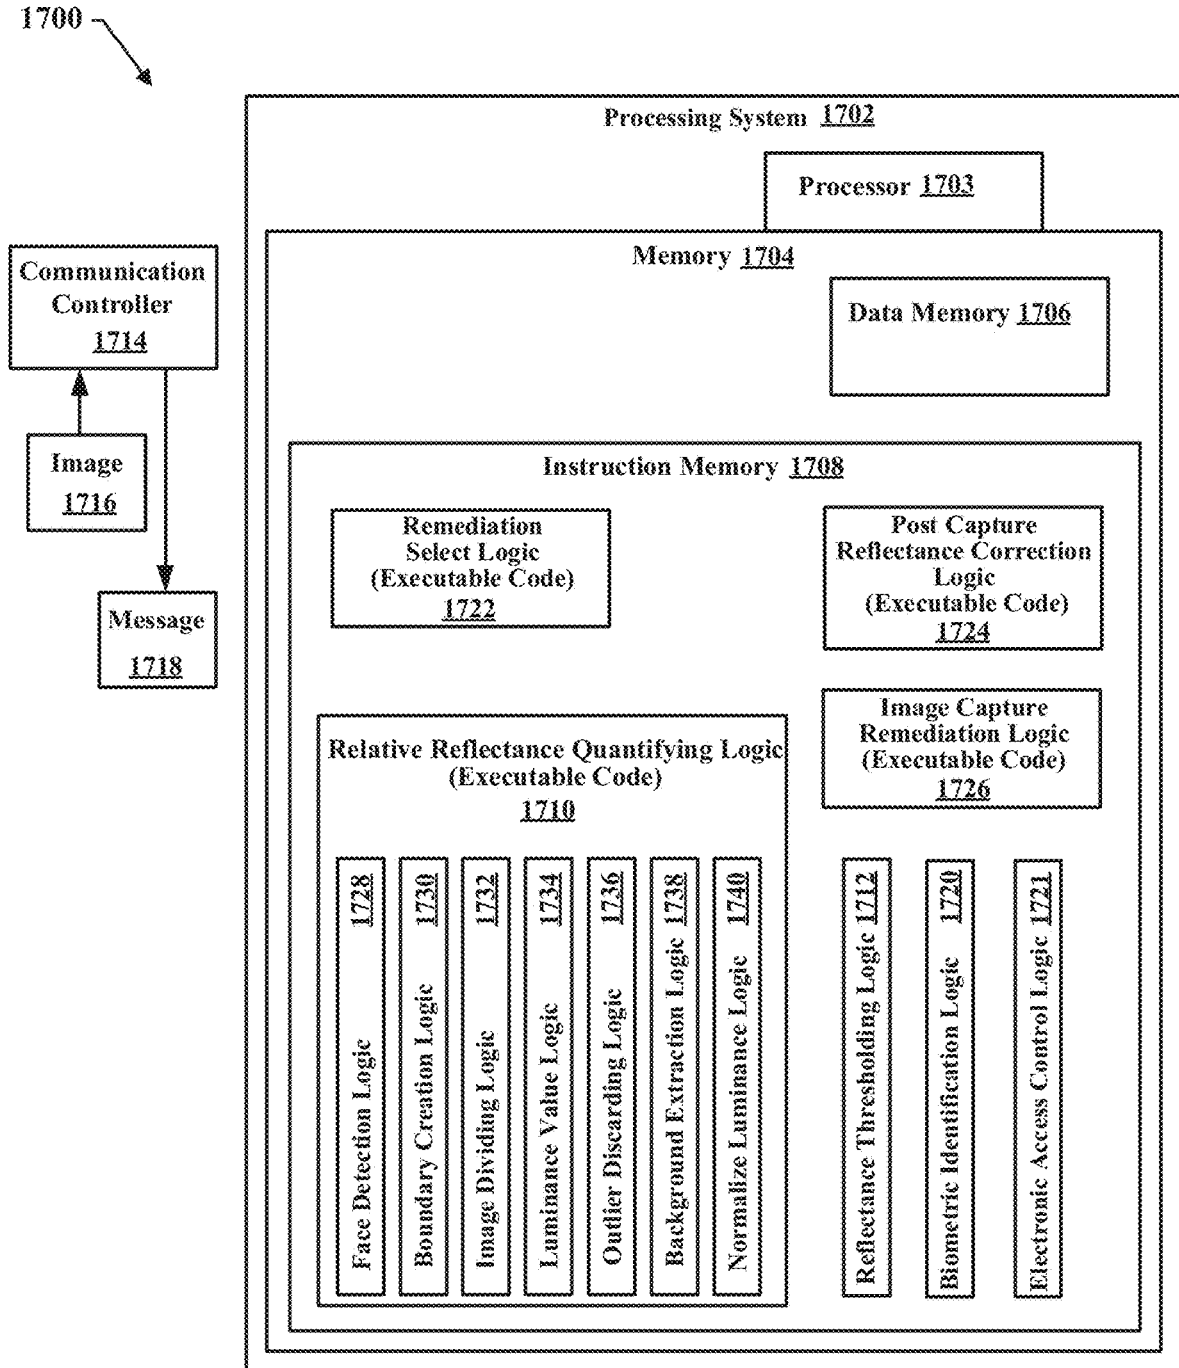 1700
Processing System 1702
Processor 1703
Memory 1704
Data Memory 1706
Communication
Controller
1714
Image
1716
Message
1718
Instruction Memory 1708
Remediation
Select Logic
(Executable Code)
1722
Post Capture
Reflectance Correction
Logic
(Executable Code)
1724
Image Capture
Remediation Logic
(Executable Code)
1726
Relative Reflectance Quantifying Logic
(Executable Code)
1710
Face Detection Logic 1728
Boundary Creation Logic 1730
Image Dividing Logic 1732
Luminance Value Logic 1734
Outlier Discarding Logic 1736
Background Extraction Logic 1738
Normalize Luminance Logic 1740
Reflectance Thresholding Logic 1712
Biometric Identification Logic 1720
Electronic Access Control Logic 1721